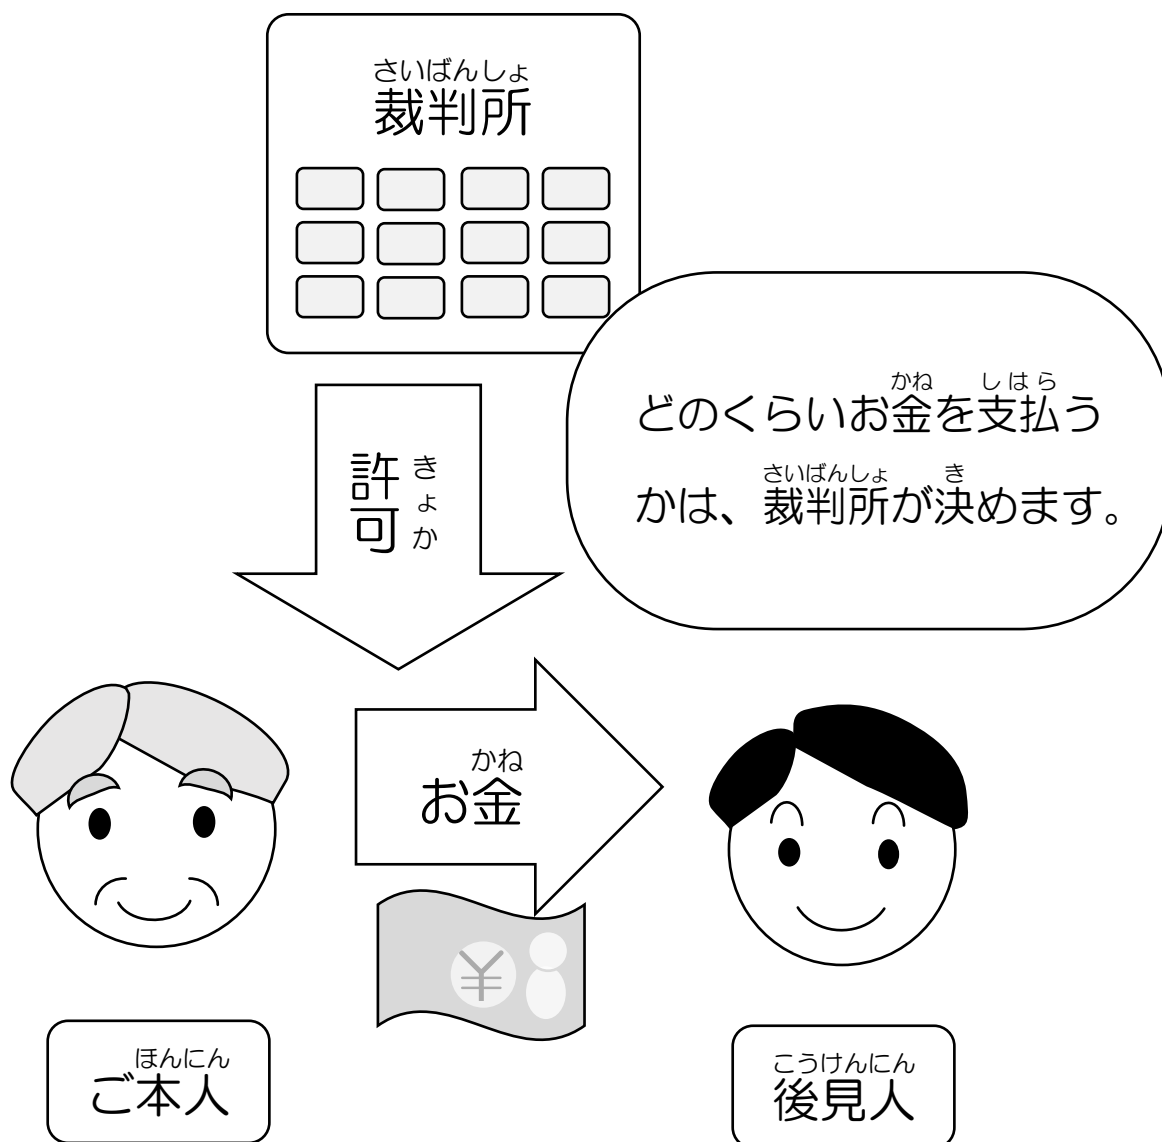 さいばんしょ
裁判所
かね しはら
どのくらいお金を支払う
さいばんしょ き
かは、裁判所が決めます。
許可
きょか
かね
お金
¥
ほんにん
ご本人
こうけんにん
後見人